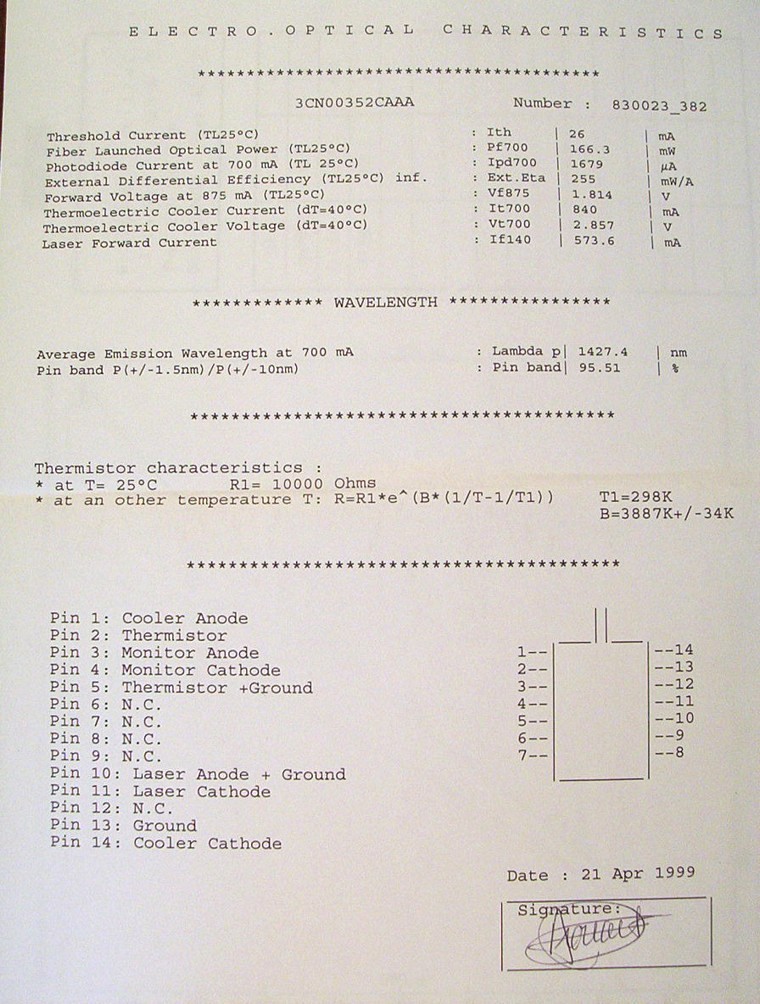 ELECTRO.OPTICAL CHARACTERISTICS
****************************************
3CN00352CAAA Number : 830023_382
Threshold Current (TL25°C) : Ith | 26 | mA
Fiber Launched Optical Power (TL25°C) : Pf700 | 166.3 | mW
Photodiode Current at 700 mA (TL 25°C) : Ipd700 | 1679 | µA
External Differential Efficiency (TL25°C) inf. : Ext.Eta | 255 | mW/A
Forward Voltage at 875 mA (TL25°C) : Vf875 | 1.814 | V
Thermoelectric Cooler Current (dT=40°C) : It700 | 840 | mA
Thermoelectric Cooler Voltage (dT=40°C) : Vt700 | 2.857 | V
Laser Forward Current : If140 | 573.6 | mA
************* WAVELENGTH ****************
Average Emission Wavelength at 700 mA : Lambda p| 1427.4 | nm
Pin band P(+/-1.5nm)/P(+/-10nm) : Pin band| 95.51 | %
*****************************************
Thermistor characteristics :
* at T= 25°C R1= 10000 Ohms
* at an other temperature T: R=R1*e^(B*(1/T-1/T1)) T1=298K
B=3887K+/-34K
*****************************************
Pin 1: Cooler Anode
Pin 2: Thermistor
Pin 3: Monitor Anode
Pin 4: Monitor Cathode
Pin 5: Thermistor +Ground
Pin 6: N.C.
Pin 7: N.C.
Pin 8: N.C.
Pin 9: N.C.
Pin 10: Laser Anode + Ground
Pin 11: Laser Cathode
Pin 12: N.C.
Pin 13: Ground
Pin 14: Cooler Cathode
1-- --14
2-- --13
3-- --12
4-- --11
5-- --10
6-- --9
7-- --8
Date : 21 Apr 1999
Signature: